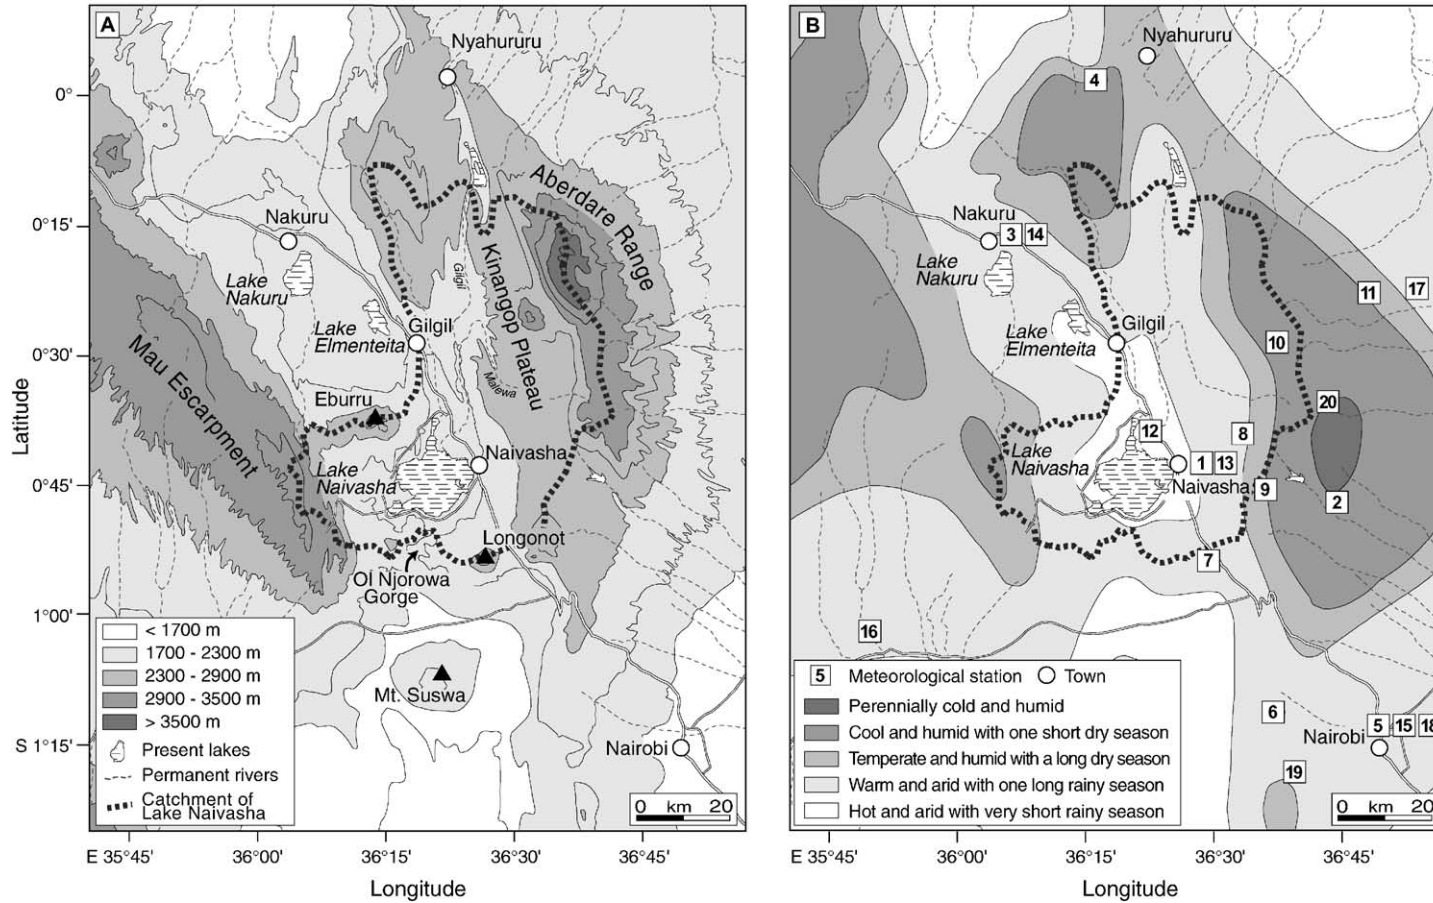 A
Nyahururu
0°
Aberdare Range
0°15'
Nakuru
Lake
Nakuru
Gilgil
Kinangop Plateau
Lake
Elmenteita
Gilgil
0°30'
Latitude
Mau Escarpment
Malewa
Eburru
Lake
Naivasha
Naivasha
0°45'
Longonot
Ol Njorowa
Gorge
1°00'
< 1700 m
1700 - 2300 m
2300 - 2900 m
2900 - 3500 m
> 3500 m
Present lakes
Permanent rivers
Catchment of
Lake Naivasha
Mt. Suswa
S 1°15'
Nairobi
0 km 20
E 35°45'
36°00'
36°15'
36°30'
36°45'
Longitude
B
Nyahururu
4
Nakuru
3 14
Lake
Nakuru
11
17
Lake
Elmenteita
Gilgil
10
20
12
8
Lake
Naivasha
1 13
Naivasha
9
2
7
16
5 Meteorological station
Town
Perennially cold and humid
Cool and humid with one short dry season
Temperate and humid with a long dry season
Warm and arid with one long rainy season
Hot and arid with very short rainy season
6
5 15 18
Nairobi
19
0 km 20
E 35°45'
36°00'
36°15'
36°30'
36°45'
Longitude